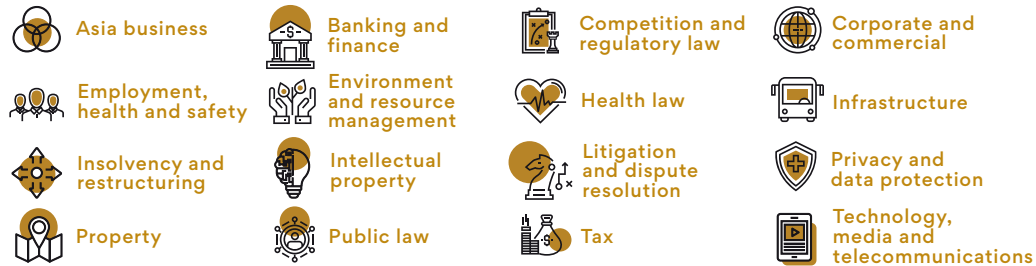 Asia business
Banking and
finance
Competition and
regulatory law
Corporate and
commercial
Employment,
health and safety
Environment
and resource
management
Health law
Infrastructure
Insolvency and
restructuring
Intellectual
property
Litigation
and dispute
resolution
Privacy and
data protection
Property
Public law
Tax
Technology,
media and
telecommunications